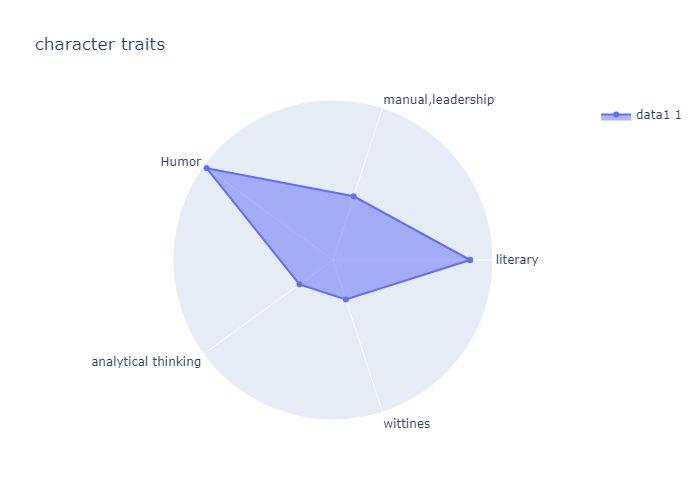 character traits
manual,leadership
data1 1
Humor
literary
analytical thinking
wittines